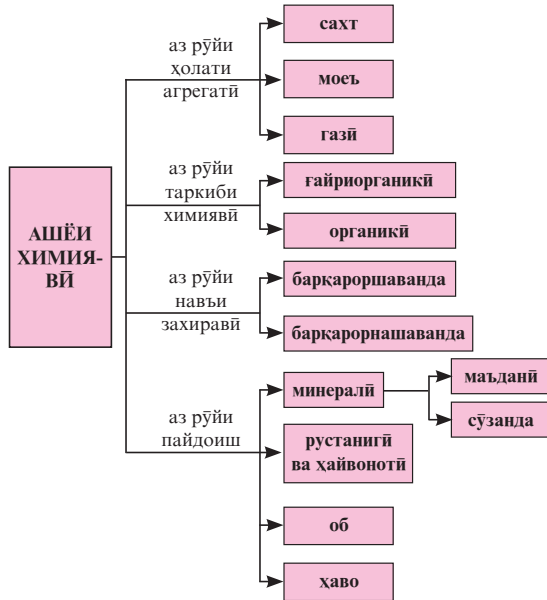 АШЁИ
ХИМИЯ-
ВӢ
аз рӯйи
ҳолати
агрегатӣ
сахт
моеъ
газӣ
аз рӯйи
таркиби
химиявӣ
ғайриорганикӣ
органикӣ
аз рӯйи
навъи
захиравӣ
барқароршаванда
барқарорнашаванда
аз рӯйи
пайдоиш
минералӣ
маъданӣ
сӯзанда
рустанигӣ
ва ҳайвонотӣ
об
ҳаво